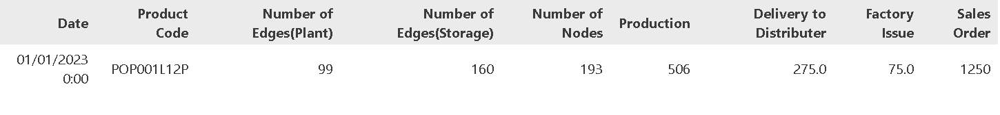 Date Product Code Number of Edges(Plant) Number of Edges(Storage) Number of Nodes Production Delivery to Distributer Factory Issue Sales Order
01/01/2023 0:00 POP001L12P 99 160 193 506 275.0 75.0 1250